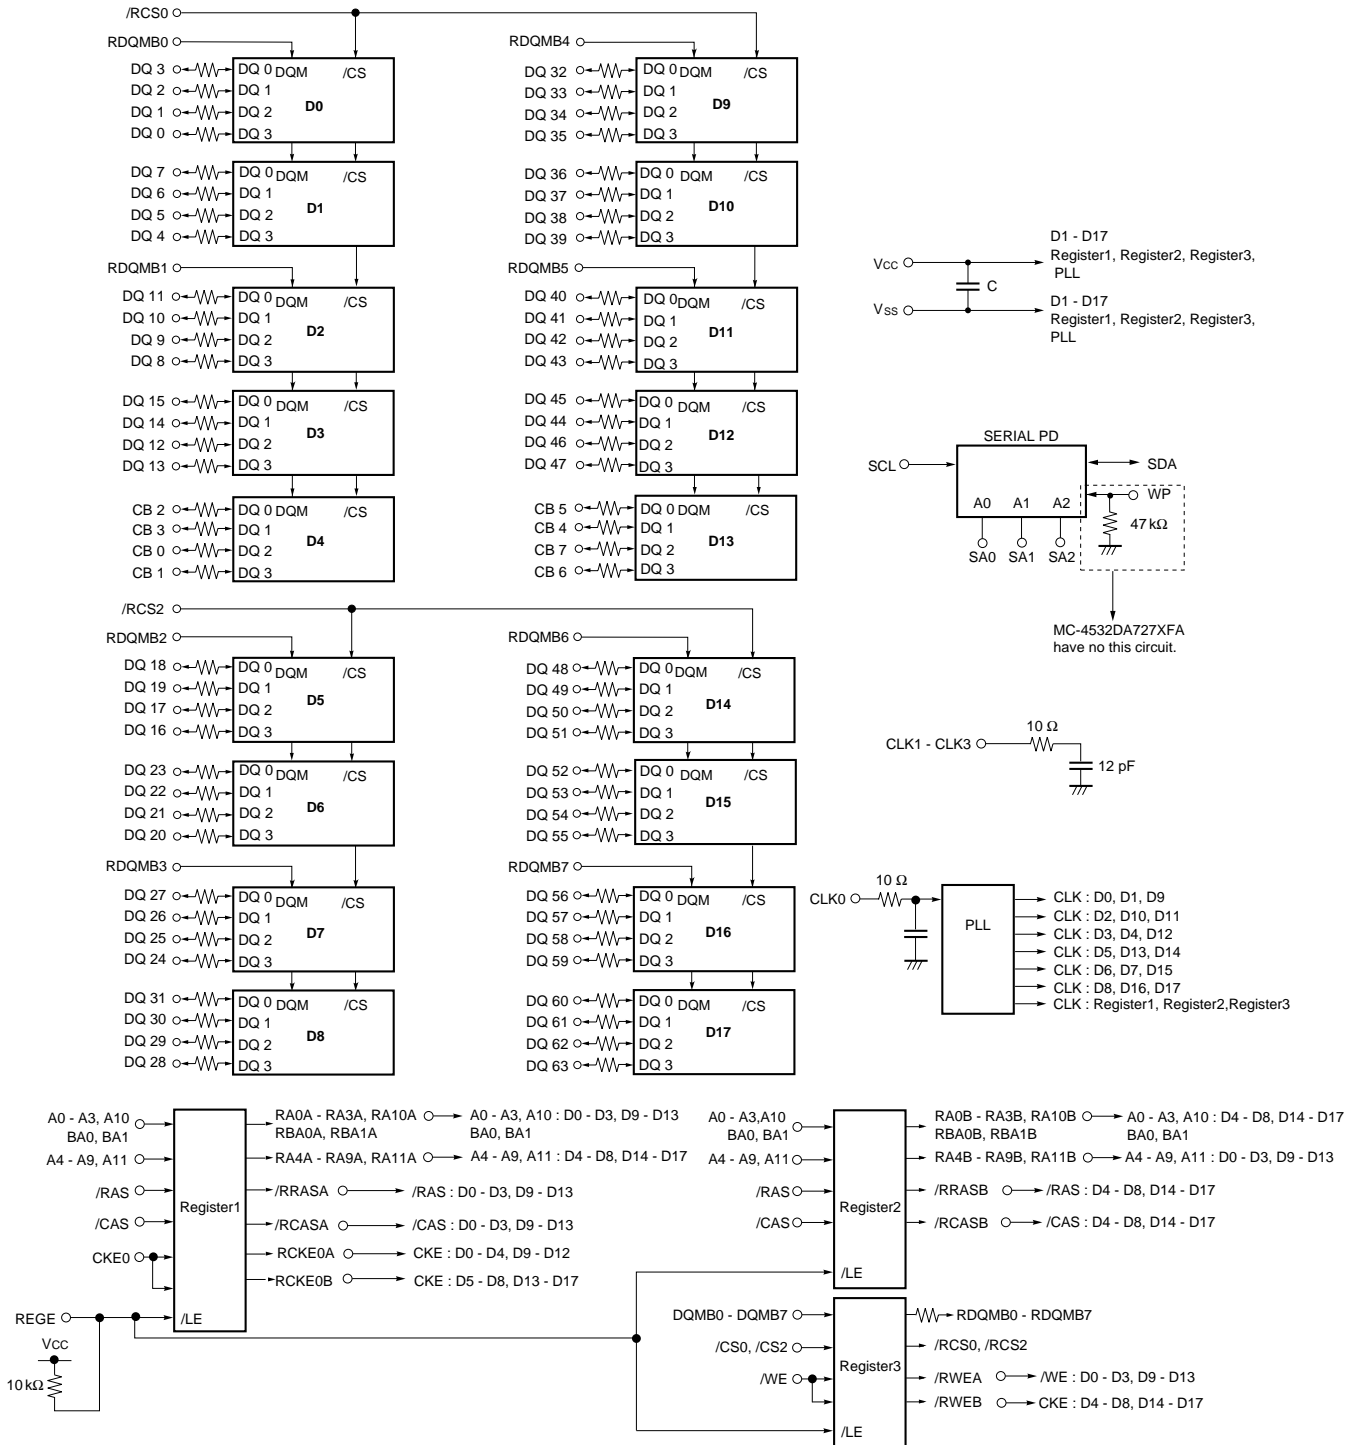 /RCS0
RDQMB0
DQ 3 DQ 0 DQM /CS
DQ 2 DQ 1
D0
DQ 1 DQ 2
DQ 0 DQ 3
DQ 7 DQ 0 DQM /CS
DQ 6 DQ 1
D1
DQ 5 DQ 2
DQ 4 DQ 3
RDQMB1
DQ 11 DQ 0 DQM /CS
DQ 10 DQ 1
D2
DQ 9 DQ 2
DQ 8 DQ 3
DQ 15 DQ 0 DQM /CS
DQ 14 DQ 1
D3
DQ 12 DQ 2
DQ 13 DQ 3
CB 2 DQ 0 DQM /CS
CB 3 DQ 1
D4
CB 0 DQ 2
CB 1 DQ 3
RDQMB4
DQ 32 DQ 0 DQM /CS
DQ 33 DQ 1
D9
DQ 34 DQ 2
DQ 35 DQ 3
DQ 36 DQ 0 DQM /CS
DQ 37 DQ 1
D10
DQ 38 DQ 2
DQ 39 DQ 3
RDQMB5
DQ 40 DQ 0 DQM /CS
DQ 41 DQ 1
D11
DQ 42 DQ 2
DQ 43 DQ 3
DQ 45 DQ 0 DQM /CS
DQ 44 DQ 1
D12
DQ 46 DQ 2
DQ 47 DQ 3
CB 5 DQ 0 DQM /CS
CB 4 DQ 1
D13
CB 7 DQ 2
CB 6 DQ 3
/RCS2
RDQMB2
DQ 18 DQ 0 DQM /CS
DQ 19 DQ 1
D5
DQ 17 DQ 2
DQ 16 DQ 3
DQ 23 DQ 0 DQM /CS
DQ 22 DQ 1
D6
DQ 21 DQ 2
DQ 20 DQ 3
RDQMB3
DQ 27 DQ 0 DQM /CS
DQ 26 DQ 1
D7
DQ 25 DQ 2
DQ 24 DQ 3
DQ 31 DQ 0 DQM /CS
DQ 30 DQ 1
D8
DQ 29 DQ 2
DQ 28 DQ 3
RDQMB6
DQ 48 DQ 0 DQM /CS
DQ 49 DQ 1
D14
DQ 50 DQ 2
DQ 51 DQ 3
DQ 52 DQ 0 DQM /CS
DQ 53 DQ 1
D15
DQ 54 DQ 2
DQ 55 DQ 3
RDQMB7
DQ 56 DQ 0 DQM /CS
DQ 57 DQ 1
D16
DQ 58 DQ 2
DQ 59 DQ 3
DQ 60 DQ 0 DQM /CS
DQ 61 DQ 1
D17
DQ 62 DQ 2
DQ 63 DQ 3
D1 - D17
Vcc Register1, Register2, Register3,
PLL
C
D1 - D17
Vss Register1, Register2, Register3,
PLL
SERIAL PD
SCL SDA
WP
A0 A1 A2
47 kΩ
SA0 SA1 SA2
MC-4532DA727XFA
have no this circuit.
10 Ω
CLK1 - CLK3
12 pF
10 Ω
CLK0
PLL
CLK : D0, D1, D9
CLK : D2, D10, D11
CLK : D3, D4, D12
CLK : D5, D13, D14
CLK : D6, D7, D15
CLK : D8, D16, D17
CLK : Register1, Register2,Register3
A0 - A3, A10 RA0A - RA3A, RA10A A0 - A3, A10 : D0 - D3, D9 - D13
BA0, BA1 RBA0A, RBA1A BA0, BA1
A4 - A9, A11 RA4A - RA9A, RA11A A4 - A9, A11 : D4 - D8, D14 - D17
/RAS /RRASA /RAS : D0 - D3, D9 - D13
Register1
/CAS /RCASA /CAS : D0 - D3, D9 - D13
CKE0 RCKE0A CKE : D0 - D4, D9 - D12
RCKE0B CKE : D5 - D8, D13 - D17
REGE /LE
Vcc
10 kΩ
A0 - A3,A10 RA0B - RA3B, RA10B A0 - A3, A10 : D4 - D8, D14 - D17
BA0, BA1 RBA0B, RBA1B BA0, BA1
A4 - A9, A11 RA4B - RA9B, RA11B A4 - A9, A11 : D0 - D3, D9 - D13
/RAS /RRASB /RAS : D4 - D8, D14 - D17
Register2
/CAS /RCASB /CAS : D4 - D8, D14 - D17
/LE
DQMB0 - DQMB7 RDQMB0 - RDQMB7
/CS0, /CS2 /RCS0, /RCS2
Register3
/WE /RWEA /WE : D0 - D3, D9 - D13
/RWEB CKE : D4 - D8, D14 - D17
/LE